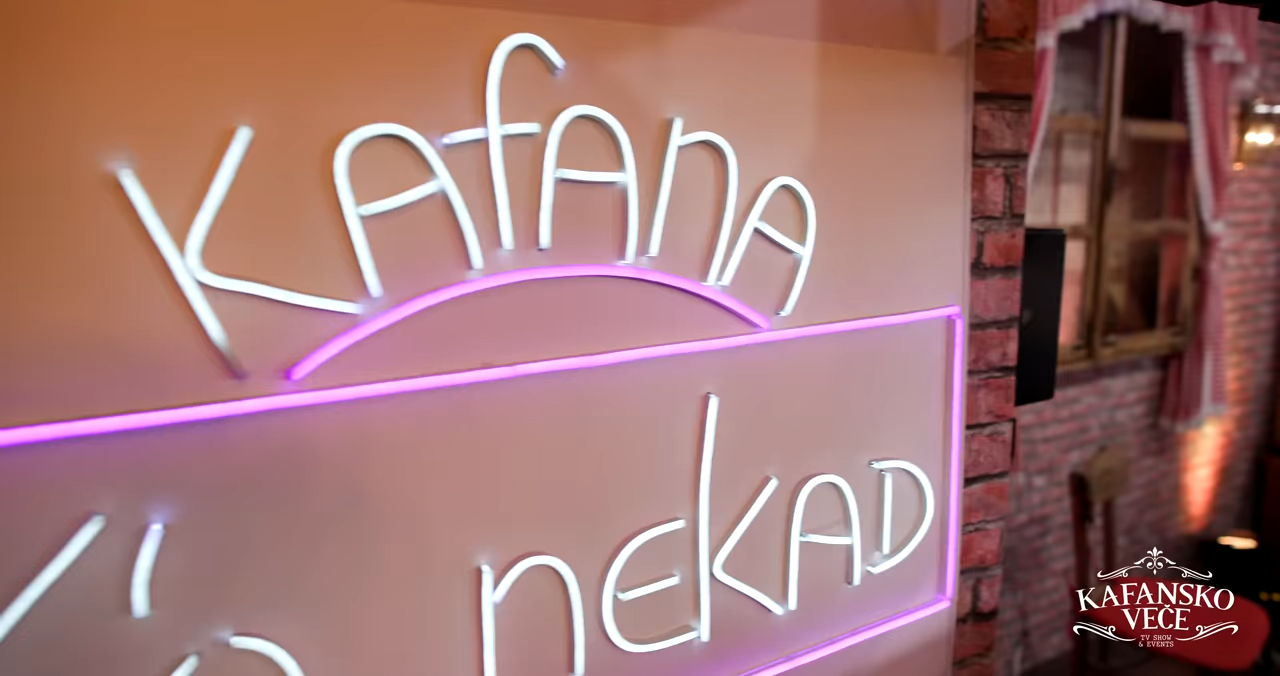 KAfAnA
nEKAD
KAFANSKO
VEČE
TV SHOW
& EVENTS